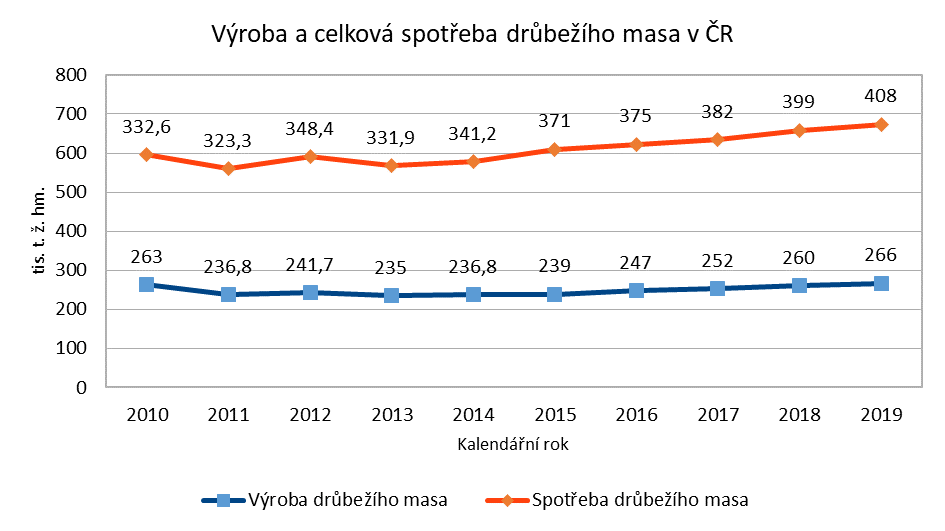 Výroba a celková spotřeba drůbežího masa v ČR
800
700
600
500
400
300
200
100
0
tis. t. ž. hm.
332,6 323,3 348,4 331,9 341,2 371 375 382 399 408
263 236,8 241,7 235 236,8 239 247 252 260 266
2010 2011 2012 2013 2014 2015 2016 2017 2018 2019
Kalendářní rok
Výroba drůbežího masa Spotřeba drůbežího masa